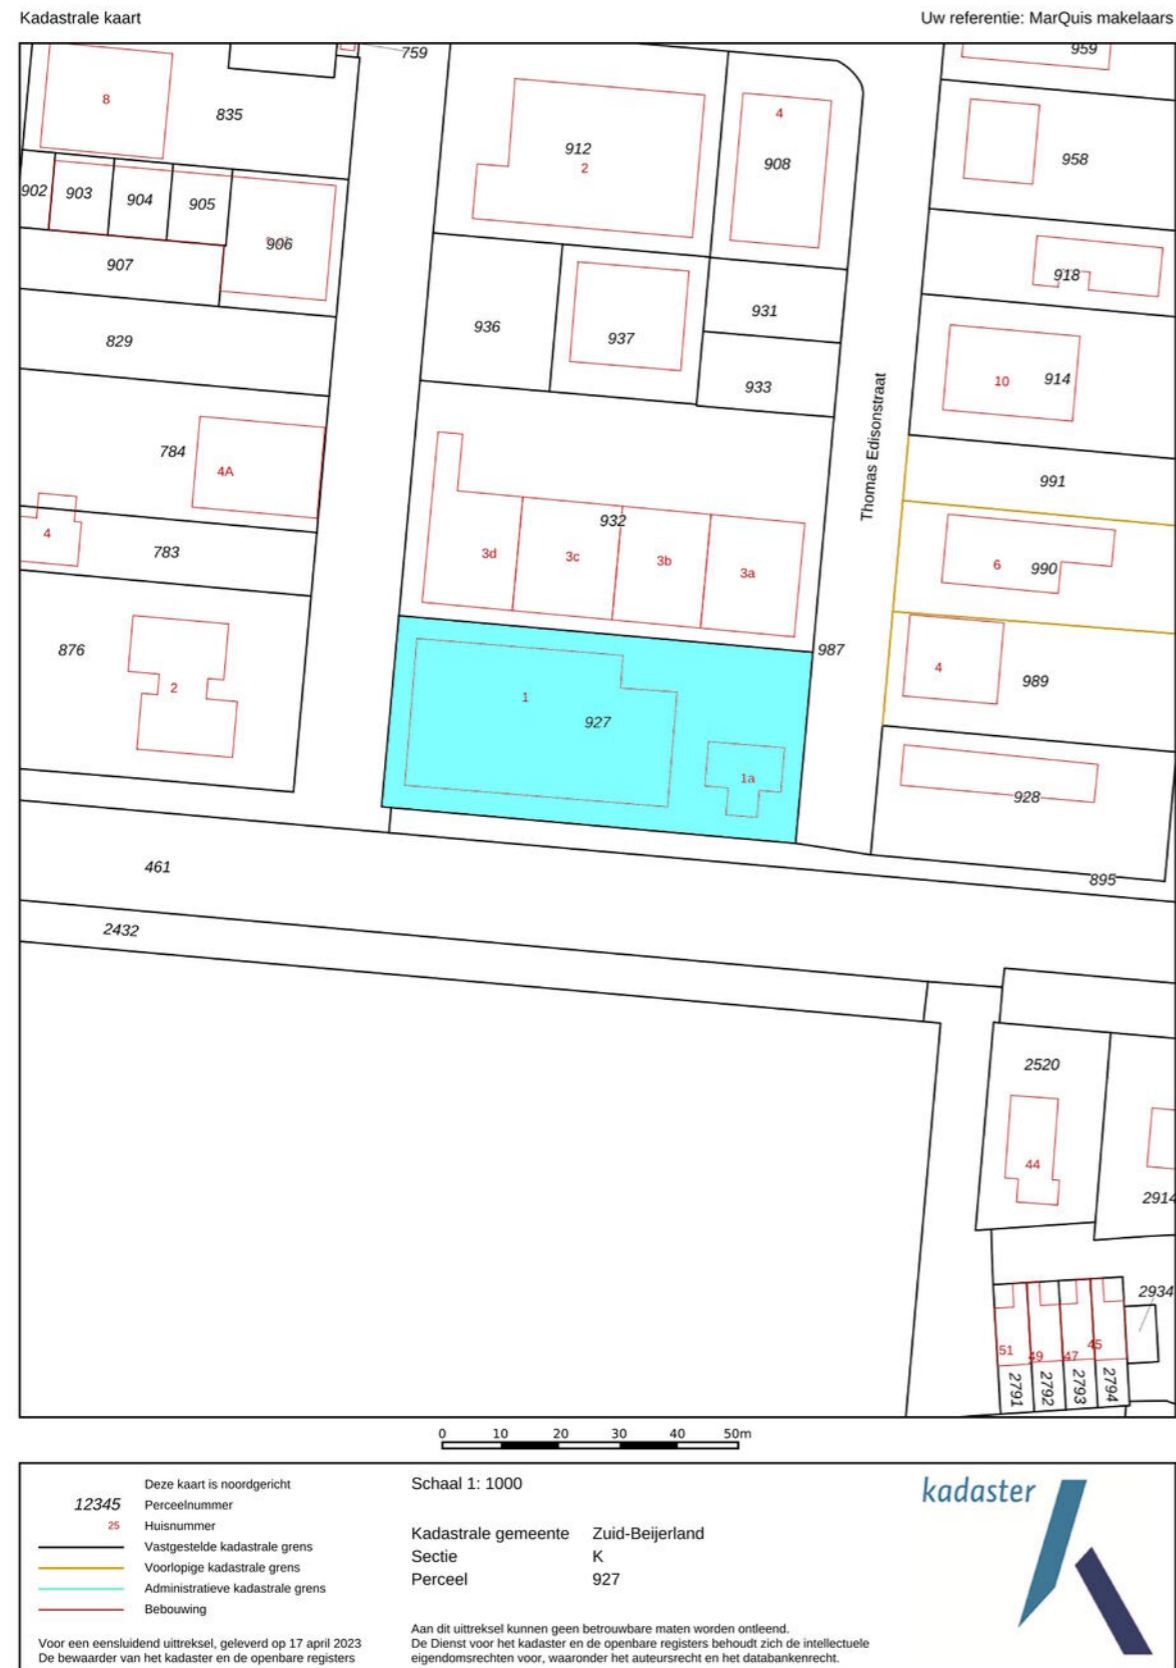 Kadastrale kaart
Uw referentie: MarQuis makelaars
759
959
8
835
912
2
4
908
958
902
903
904
905
906
907
918
936
937
931
829
933
10
914
784
4A
Thomas Edisonstraat
991
932
4
783
3d
3c
3b
3a
6
990
876
2
987
4
989
1
927
1a
928
461
895
2432
2520
44
2914
2934
51
49
47
45
2791
2792
2793
2794
0 10 20 30 40 50m
Deze kaart is noordgericht
12345 Perceelnummer
25 Huisnummer
Vastgestelde kadastrale grens
Voorlopige kadastrale grens
Administratieve kadastrale grens
Bebouwing
Voor een eensluidend uittreksel, geleverd op 17 april 2023
De bewaarder van het kadaster en de openbare registers
Schaal 1: 1000
Kadastrale gemeente Zuid-Beijerland
Sectie K
Perceel 927
Aan dit uittreksel kunnen geen betrouwbare maten worden ontleend.
De Dienst voor het kadaster en de openbare registers behoudt zich de intellectuele
eigendomsrechten voor, waaronder het auteursrecht en het databankenrecht.
kadaster